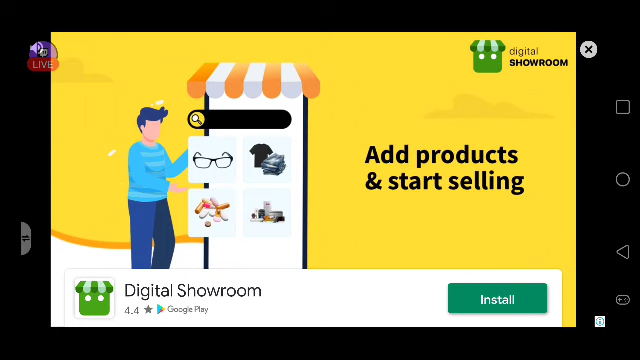 LIVE
digital
SHOWROOM
Add products
& start selling
Digital Showroom
4.4 ★ Google Play
Install